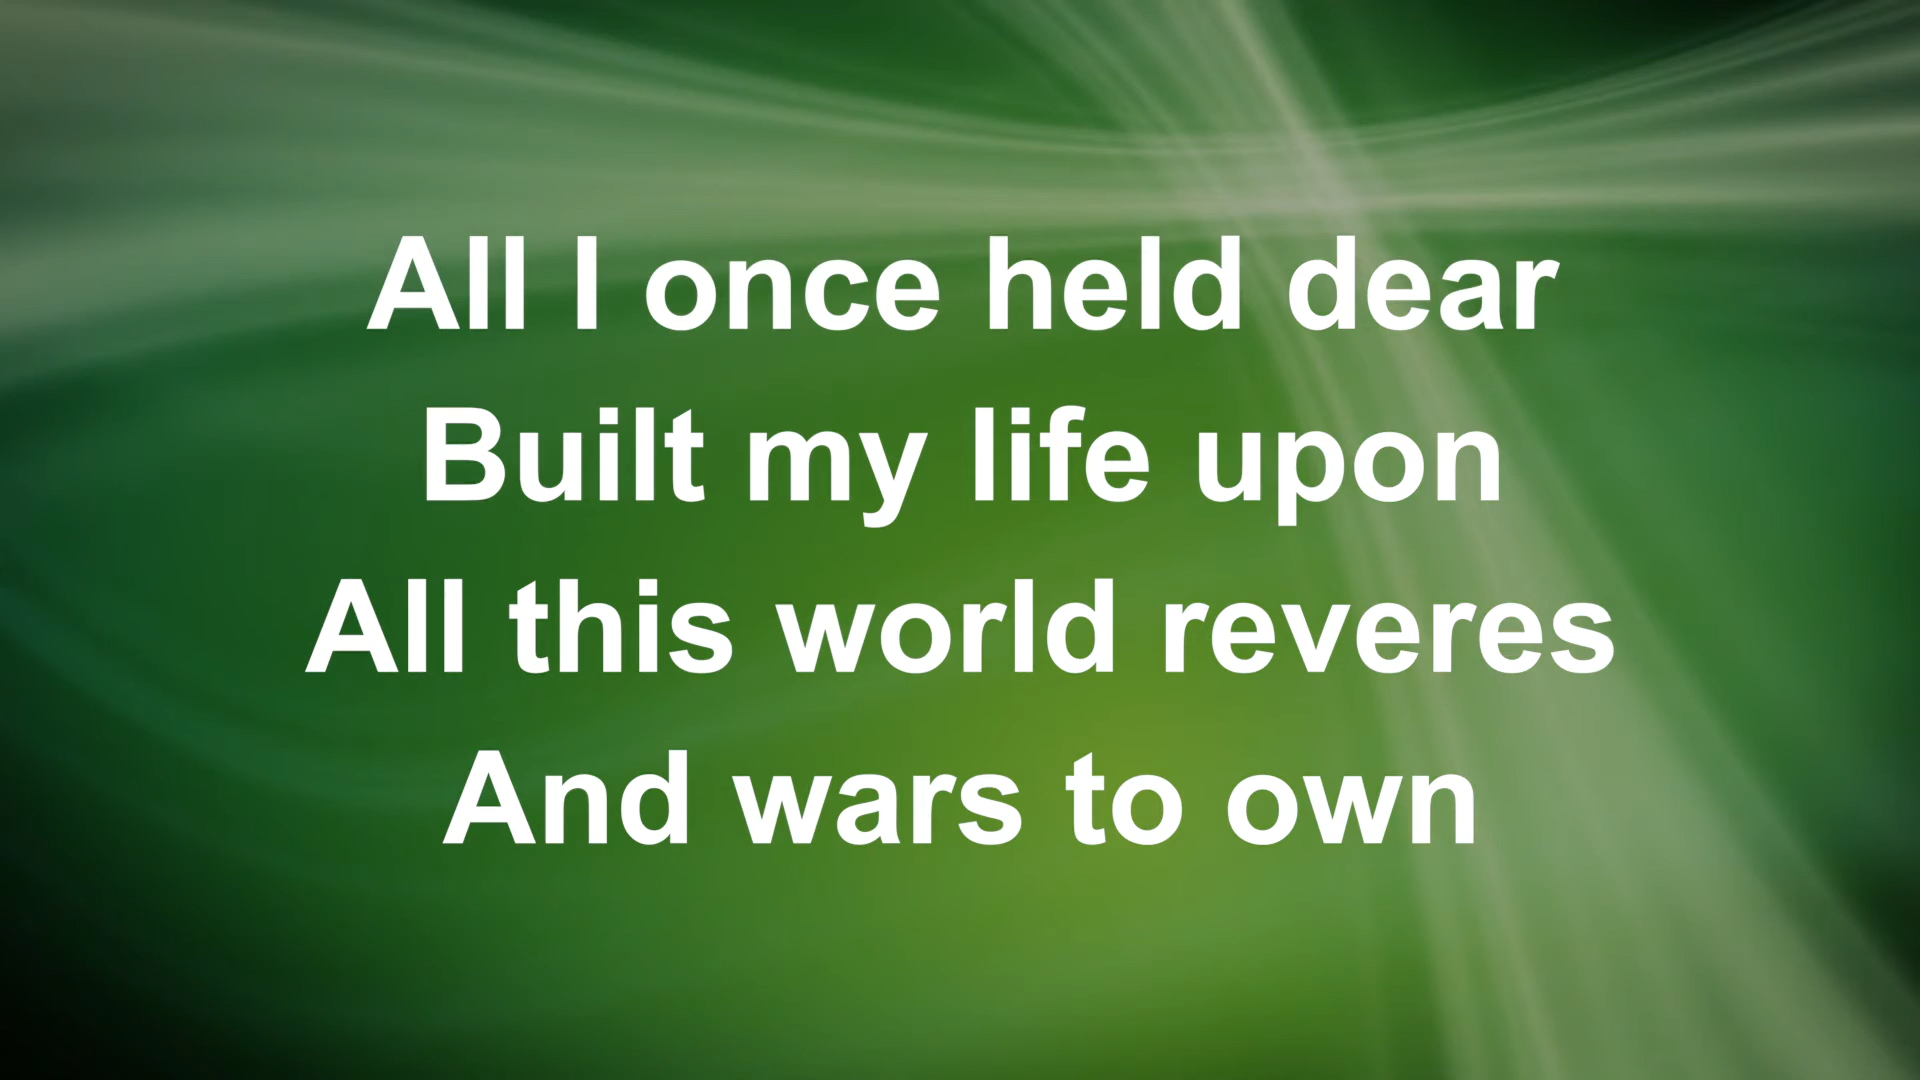 All I once held dear
Built my life upon
All this world reveres
And wars to own